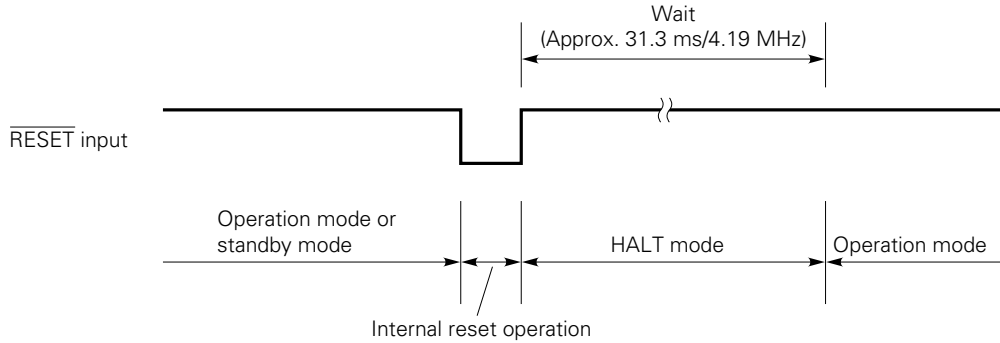 Wait
(Approx. 31.3 ms/4.19 MHz)
RESET input
Operation mode or
standby mode
HALT mode
Operation mode
Internal reset operation